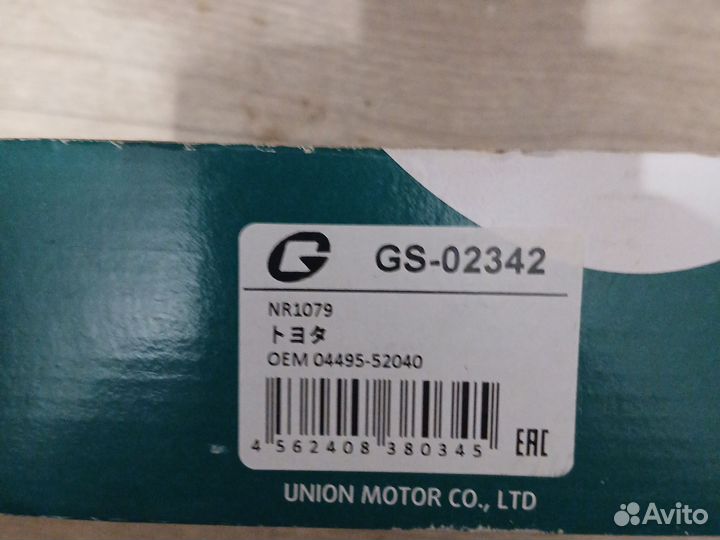 G GS-02342
NR1079
トヨタ
OEM 04495-52040
4 562408 380345
EAC
UNION MOTOR CO., LTD
Avito